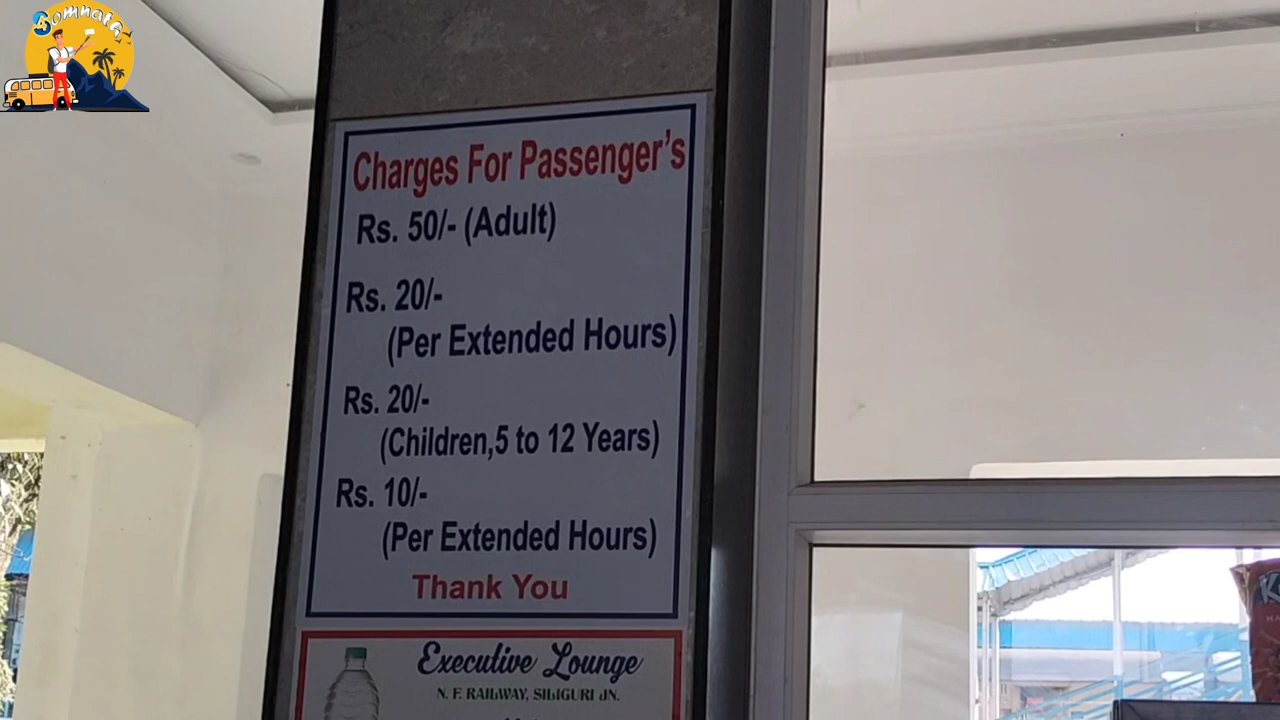 Somnath
Charges For Passenger's
Rs. 50/- (Adult)
Rs. 20/-
(Per Extended Hours)
Rs. 20/-
(Children,5 to 12 Years)
Rs. 10/-
(Per Extended Hours)
Thank You
Executive Lounge
N. F. RAILWAY, SILIGURI JN.